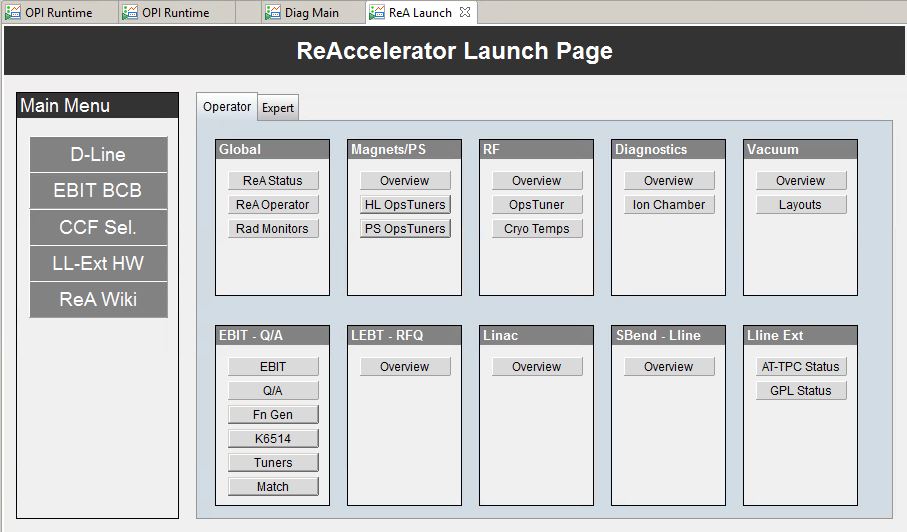 OPI Runtime
OPI Runtime
Diag Main
ReA Launch
ReAccelerator Launch Page
Main Menu
D-Line
EBIT BCB
CCF Sel.
LL-Ext HW
ReA Wiki
Operator
Expert
Global
ReA Status
ReA Operator
Rad Monitors
Magnets/PS
Overview
HL OpsTuners
PS OpsTuners
RF
Overview
OpsTuner
Cryo Temps
Diagnostics
Overview
Ion Chamber
Vacuum
Overview
Layouts
EBIT - Q/A
EBIT
Q/A
Fn Gen
K6514
Tuners
Match
LEBT - RFQ
Overview
Linac
Overview
SBend - Lline
Overview
Lline Ext
AT-TPC Status
GPL Status